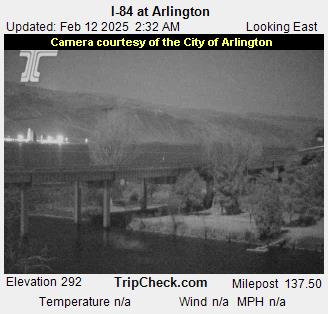 I-84 at Arlington
Updated: Feb 12 2025 2:32 AM Looking East
Camera courtesy of the City of Arlington
Elevation 292 TripCheck.com Milepost 137.50
Temperature n/a Wind n/a MPH n/a